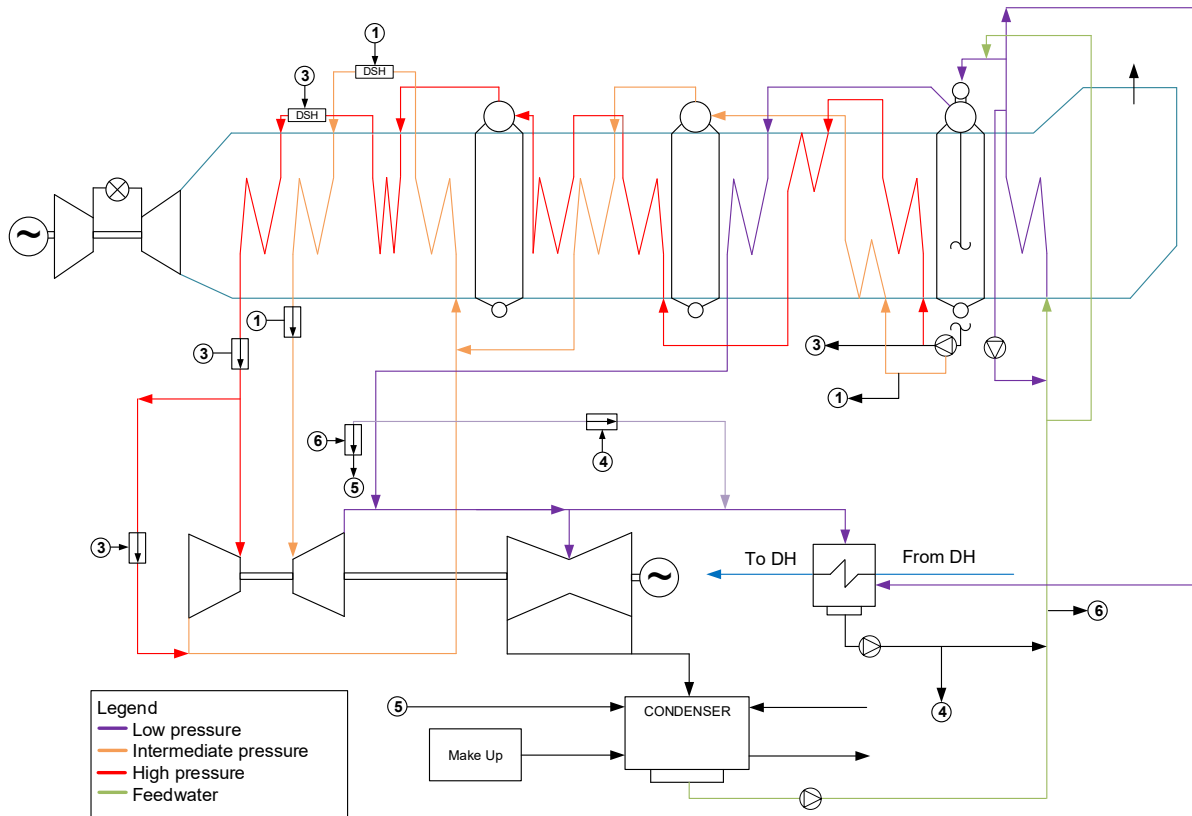 1
3
DSH
DSH
~
1
3
3
1
6
4
5
3
~
To DH
From DH
6
4
5
CONDENSER
Make Up
Legend
Low pressure
Intermediate pressure
High pressure
Feedwater